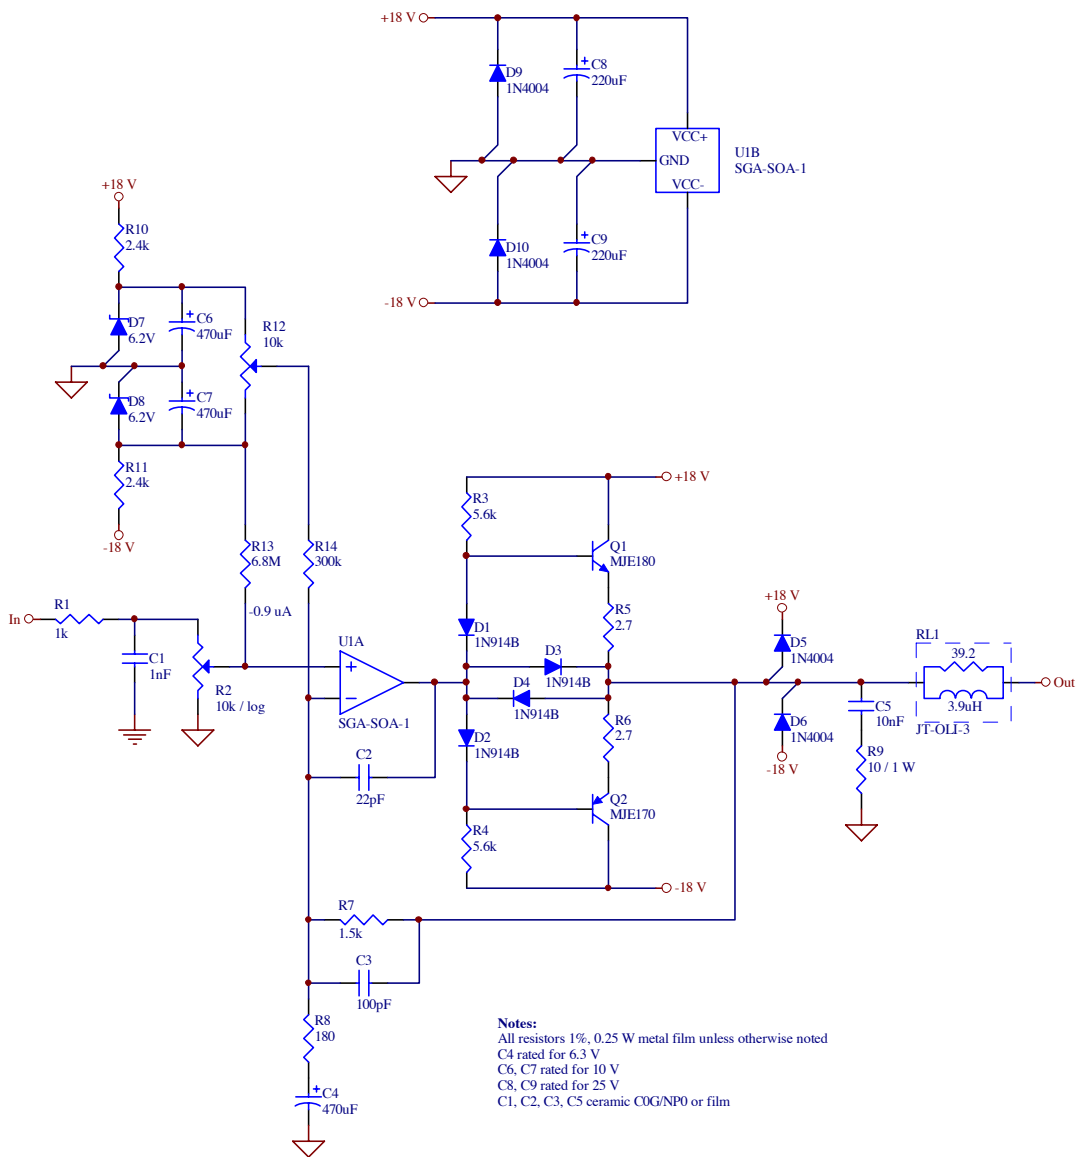 +18 V
D9
1N4004
C8
220uF
VCC+
GND
VCC-
U1B
SGA-SOA-1
D10
1N4004
C9
220uF
-18 V
+18 V
R10
2.4k
D7
6.2V
C6
470uF
R12
10k
D8
6.2V
C7
470uF
R11
2.4k
-18 V
R13
6.8M
R14
300k
-0.9 uA
In
R1
1k
C1
1nF
R2
10k / log
U1A
SGA-SOA-1
C2
22pF
+18 V
R3
5.6k
Q1
MJE180
D1
1N914B
R5
2.7
D3
1N914B
D4
1N914B
D2
1N914B
R6
2.7
Q2
MJE170
R4
5.6k
-18 V
+18 V
D5
1N4004
D6
1N4004
-18 V
RL1
39.2
3.9uH
JT-OLI-3
Out
C5
10nF
R9
10 / 1 W
R7
1.5k
C3
100pF
R8
180
C4
470uF
Notes:
All resistors 1%, 0.25 W metal film unless otherwise noted
C4 rated for 6.3 V
C6, C7 rated for 10 V
C8, C9 rated for 25 V
C1, C2, C3, C5 ceramic C0G/NP0 or film